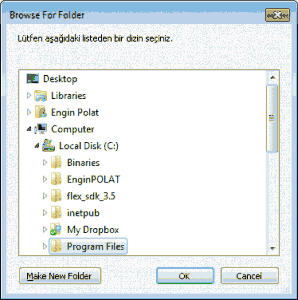 Browse For Folder
Lütfen aşağıdaki listeden bir dizin seçiniz.
Desktop
Libraries
Engin Polat
Computer
Local Disk (C:)
Binaries
EnginPOLAT
flex_sdk_3.5
inetpub
My Dropbox
Program Files
Make New Folder
OK
Cancel